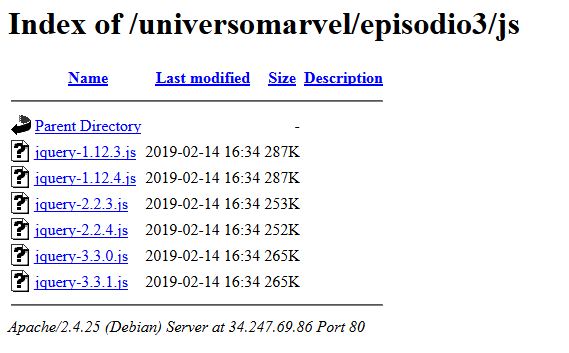 Index of /universomarvel/episodio3/js
Name Last modified Size Description
Parent Directory -
jquery-1.12.3.js 2019-02-14 16:34 287K
jquery-1.12.4.js 2019-02-14 16:34 287K
jquery-2.2.3.js 2019-02-14 16:34 253K
jquery-2.2.4.js 2019-02-14 16:34 252K
jquery-3.3.0.js 2019-02-14 16:34 265K
jquery-3.3.1.js 2019-02-14 16:34 265K
Apache/2.4.25 (Debian) Server at 34.247.69.86 Port 80